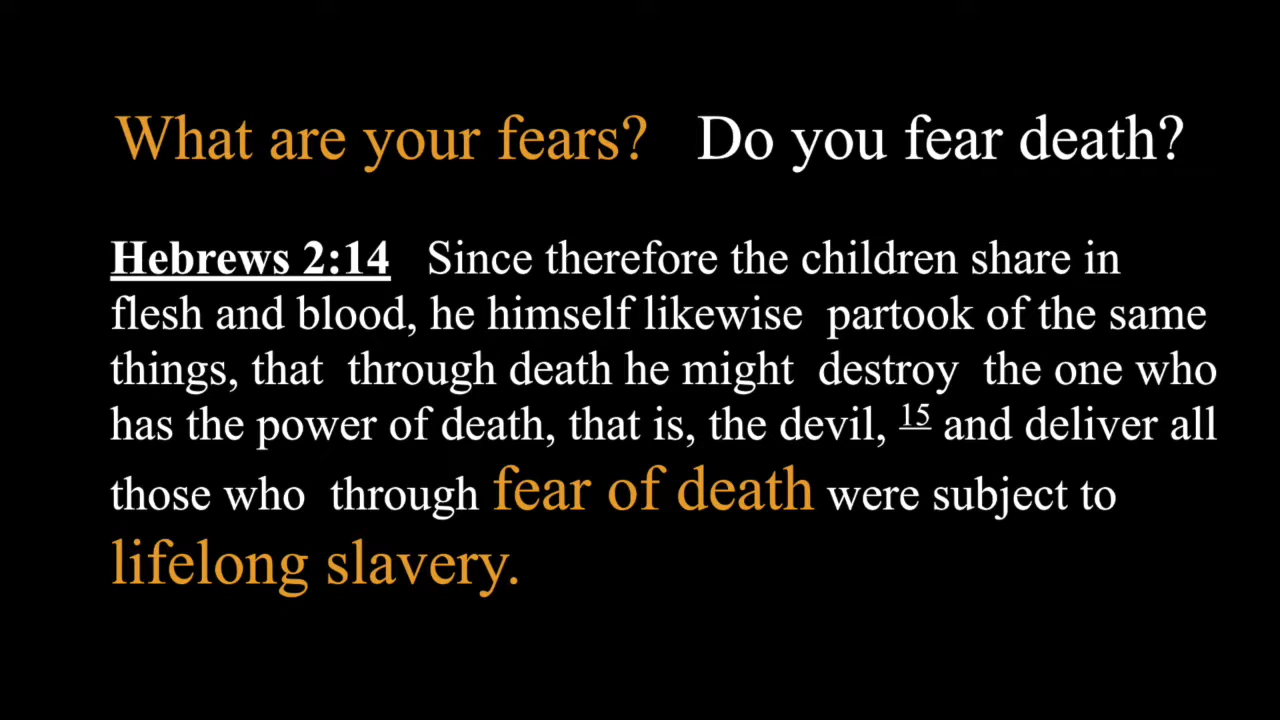 What are your fears? Do you fear death?
Hebrews 2:14 Since therefore the children share in
flesh and blood, he himself likewise partook of the same
things, that through death he might destroy the one who
has the power of death, that is, the devil, 15 and deliver all
those who through fear of death were subject to
lifelong slavery.